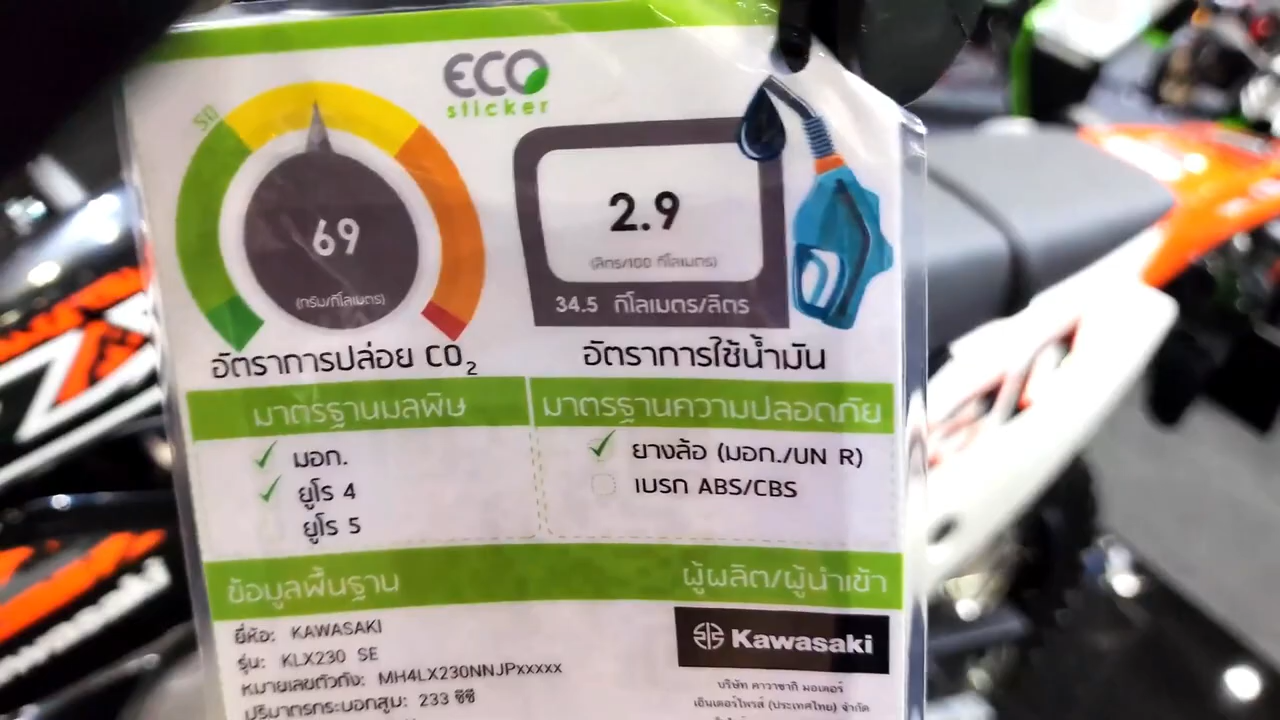 ECO
sticker
69
(กรัม/กิโลเมตร)
อัตราการปล่อย CO2
2.9
(ลิตร/100 กิโลเมตร)
34.5 กิโลเมตร/ลิตร
อัตราการใช้น้ำมัน
มาตรฐานมลพิษ
✓ มอก.
✓ ยูโร 4
ยูโร 5
มาตรฐานความปลอดภัย
✓ ยางล้อ (มอก./UN R)
เบรก ABS/CBS
ข้อมูลพื้นฐาน
ยี่ห้อ: KAWASAKI
รุ่น: KLX230 SE
หมายเลขตัวถัง: MH4LX230NNJPxxxxx
ปริมาตรกระบอกสูบ: 233 ซีซี
ผู้ผลิต/ผู้นำเข้า
Kawasaki
บริษัท คาวาซากิ มอเตอร์
เอ็นเตอร์ไพรส์ (ประเทศไทย) จำกัด